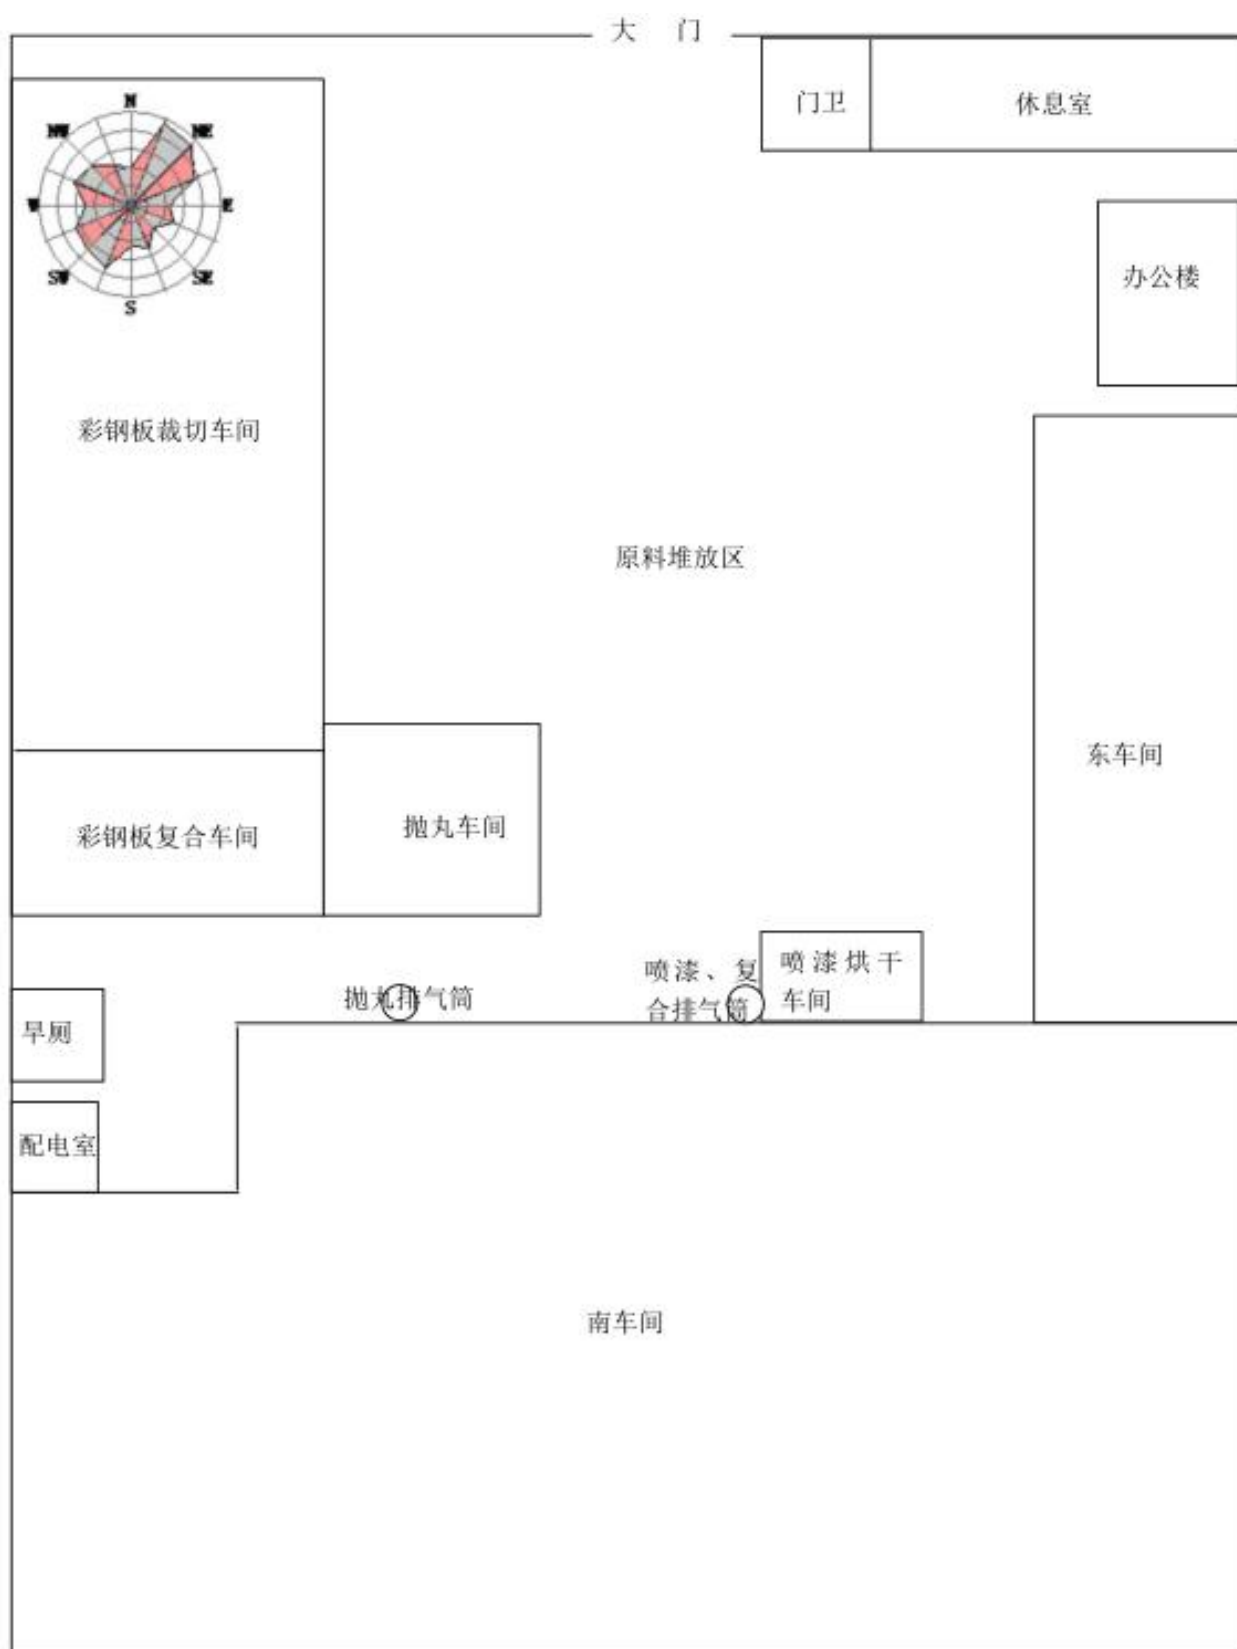 大 门
门卫
休息室
N
NW
NE
W
E
SW
SE
S
办公楼
彩钢板裁切车间
原料堆放区
东车间
彩钢板复合车间
抛丸车间
喷漆、复
合排气筒
喷漆烘干
车间
抛丸排气筒
旱厕
配电室
南车间